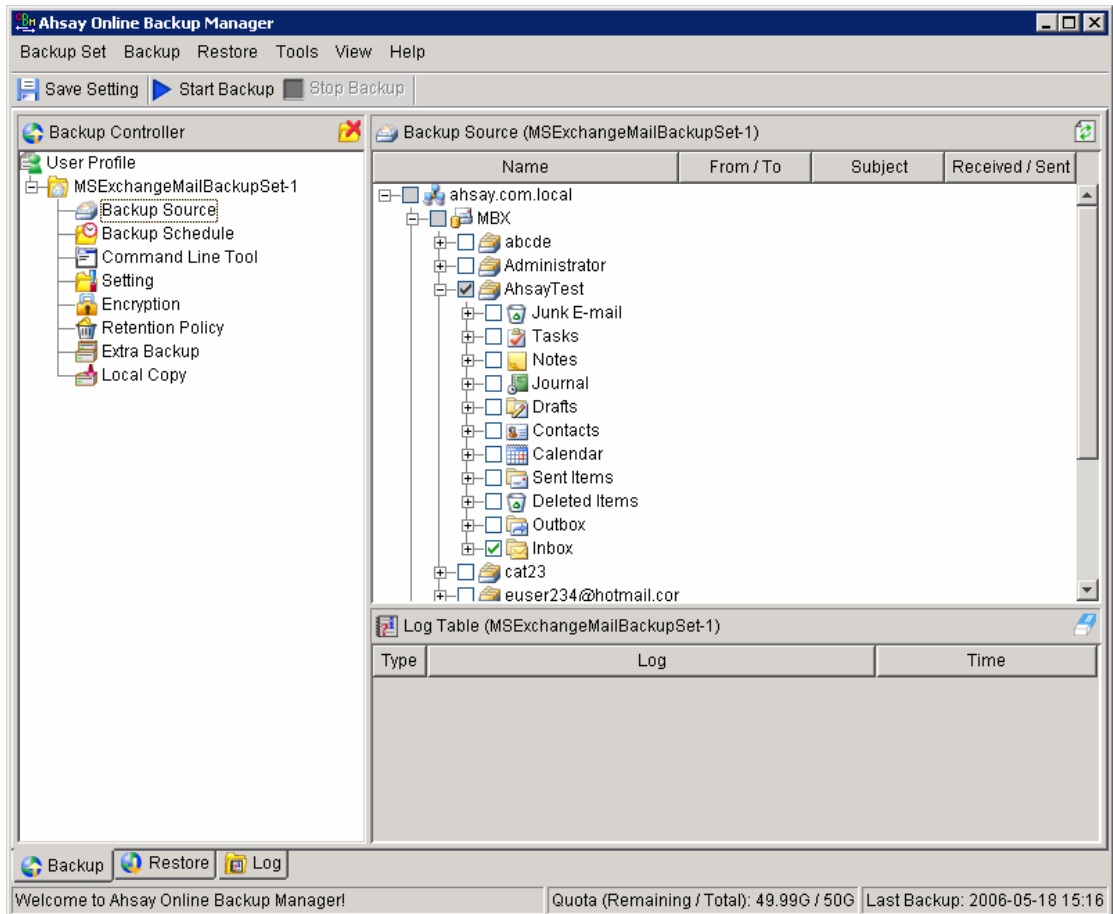 Ahsay Online Backup Manager
Backup Set Backup Restore Tools View Help
Save Setting Start Backup Stop Backup
Backup Controller
User Profile
MSExchangeMailBackupSet-1
Backup Source
Backup Schedule
Command Line Tool
Setting
Encryption
Retention Policy
Extra Backup
Local Copy
Backup Source (MSExchangeMailBackupSet-1)
Name From / To Subject Received / Sent
ahsay.com.local
MBX
abcde
Administrator
AhsayTest
Junk E-mail
Tasks
Notes
Journal
Drafts
Contacts
Calendar
Sent Items
Deleted Items
Outbox
Inbox
cat23
euser234@hotmail.cor
Log Table (MSExchangeMailBackupSet-1)
Type Log Time
Backup Restore Log
Welcome to Ahsay Online Backup Manager! Quota (Remaining / Total): 49.99G / 50G Last Backup: 2006-05-18 15:16